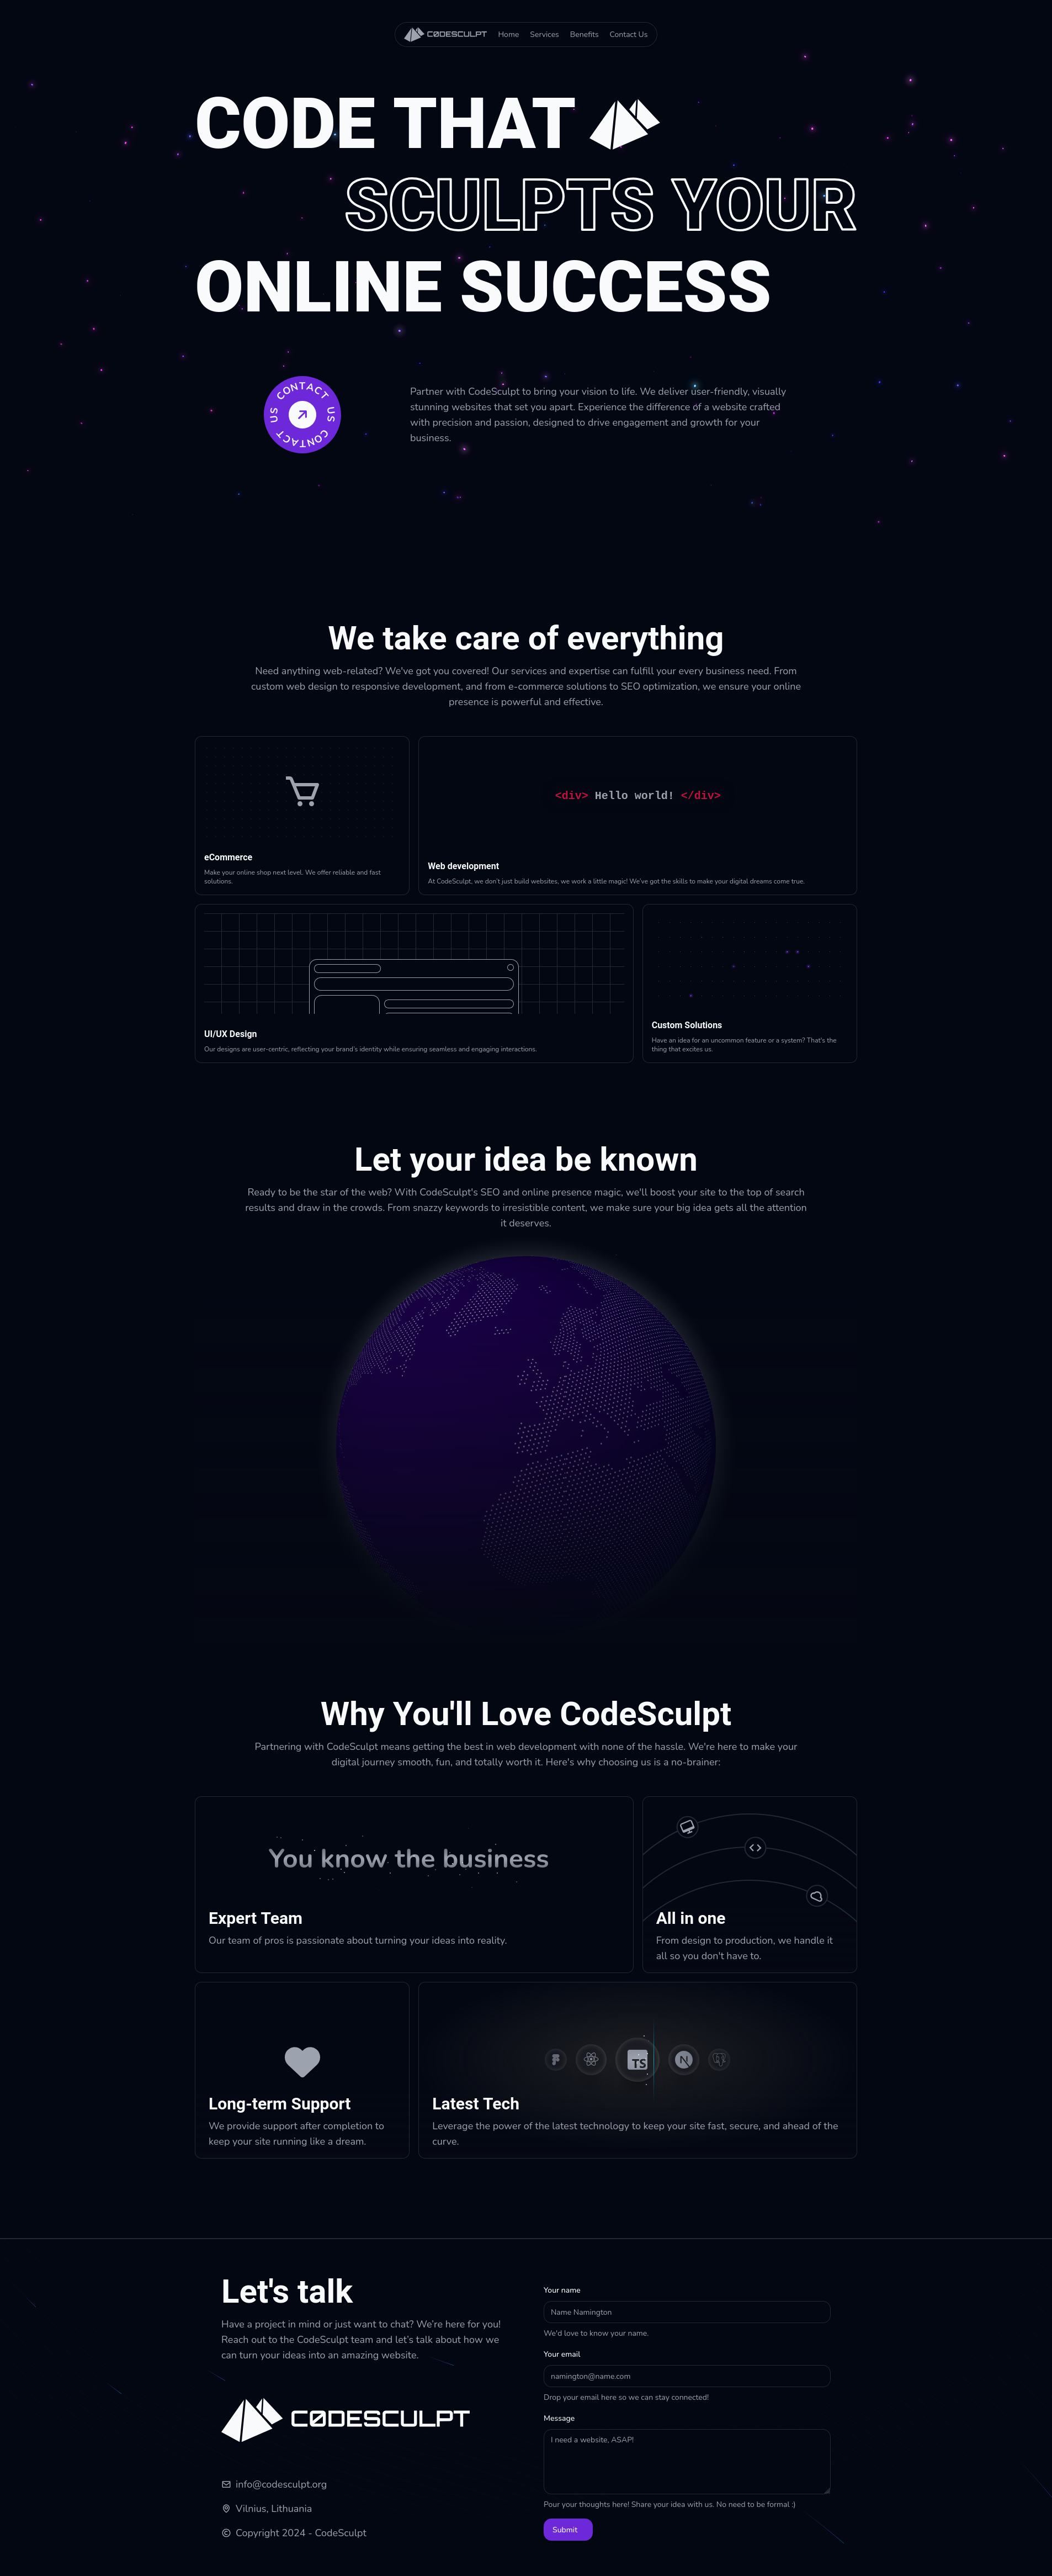 CØDESCULPT Home Services Benefits Contact Us
CODE THAT
SCULPTS YOUR
ONLINE SUCCESS
CONTACT US CONTACT US
Partner with CodeSculpt to bring your vision to life. We deliver user-friendly, visually
stunning websites that set you apart. Experience the difference of a website crafted
with precision and passion, designed to drive engagement and growth for your
business.
We take care of everything
Need anything web-related? We've got you covered! Our services and expertise can fulfill your every business need. From
custom web design to responsive development, and from e-commerce solutions to SEO optimization, we ensure your online
presence is powerful and effective.
eCommerce
Make your online shop next level. We offer reliable and fast
solutions.
<div> Hello world! </div>
Web development
At CodeSculpt, we don't just build websites, we work a little magic! We've got the skills to make your digital dreams come true.
UI/UX Design
Our designs are user-centric, reflecting your brand's identity while ensuring seamless and engaging interactions.
Custom Solutions
Have an idea for an uncommon feature or a system? That's the
thing that excites us.
Let your idea be known
Ready to be the star of the web? With CodeSculpt's SEO and online presence magic, we'll boost your site to the top of search
results and draw in the crowds. From snazzy keywords to irresistible content, we make sure your big idea gets all the attention
it deserves.
Why You'll Love CodeSculpt
Partnering with CodeSculpt means getting the best in web development with none of the hassle. We're here to make your
digital journey smooth, fun, and totally worth it. Here's why choosing us is a no-brainer:
You know the business
Expert Team
Our team of pros is passionate about turning your ideas into reality.
All in one
From design to production, we handle it
all so you don't have to.
Long-term Support
We provide support after completion to
keep your site running like a dream.
TS N
Latest Tech
Leverage the power of the latest technology to keep your site fast, secure, and ahead of the
curve.
Let's talk
Have a project in mind or just want to chat? We're here for you!
Reach out to the CodeSculpt team and let's talk about how we
can turn your ideas into an amazing website.
CØDESCULPT
info@codesculpt.org
Vilnius, Lithuania
Copyright 2024 - CodeSculpt
Your name
Name Namington
We'd love to know your name.
Your email
namington@name.com
Drop your email here so we can stay connected!
Message
I need a website, ASAP!
Pour your thoughts here! Share your idea with us. No need to be formal :)
Submit